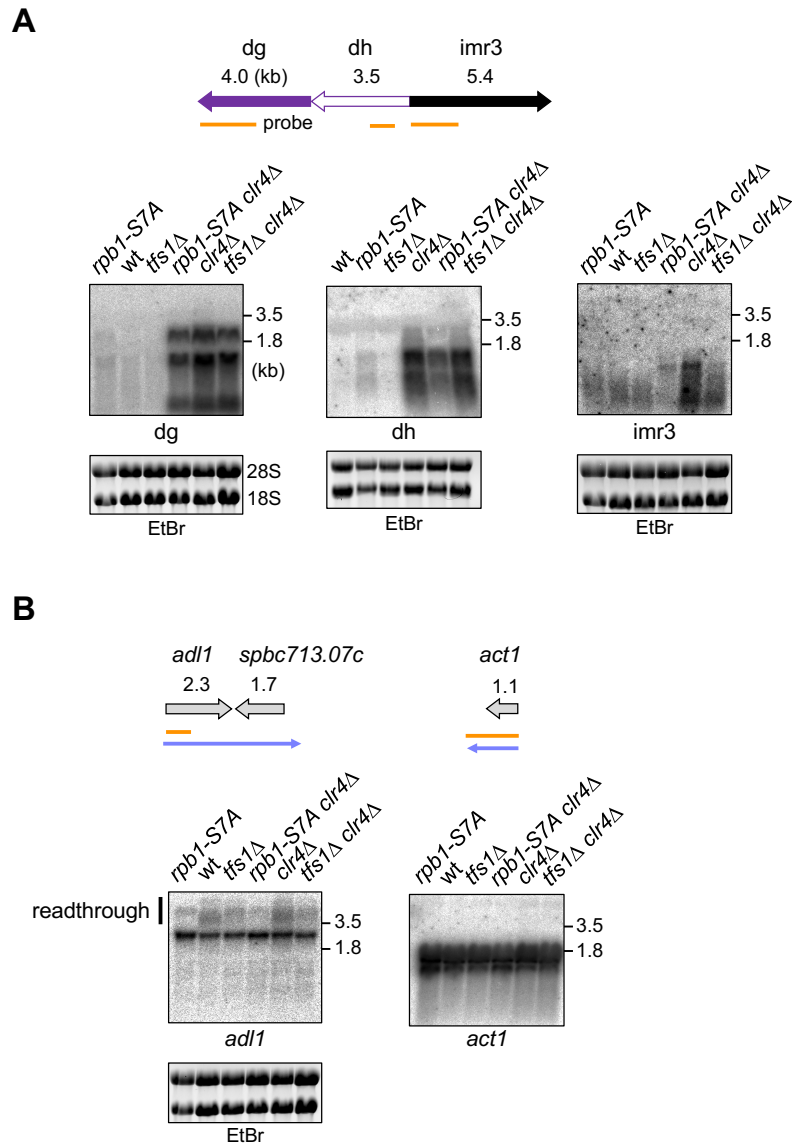 A
dg dh imr3
4.0 (kb) 3.5 5.4
probe
rpb1-S7A
wt
tfs1Δ
rpb1-S7A clr4Δ
clr4Δ
tfs1Δ clr4Δ
3.5
1.8
(kb)
dg
28S
18S
EtBr
wt
rpb1-S7A
tfs1Δ
clr4Δ
rpb1-S7A clr4Δ
tfs1Δ clr4Δ
3.5
1.8
dh
EtBr
rpb1-S7A
wt
tfs1Δ
rpb1-S7A clr4Δ
clr4Δ
tfs1Δ clr4Δ
3.5
1.8
imr3
EtBr
B
adl1 spbc713.07c
2.3 1.7
act1
1.1
rpb1-S7A
wt
tfs1Δ
rpb1-S7A clr4Δ
clr4Δ
tfs1Δ clr4Δ
readthrough
3.5
1.8
adl1
EtBr
rpb1-S7A
wt
tfs1Δ
rpb1-S7A clr4Δ
clr4Δ
tfs1Δ clr4Δ
3.5
1.8
act1